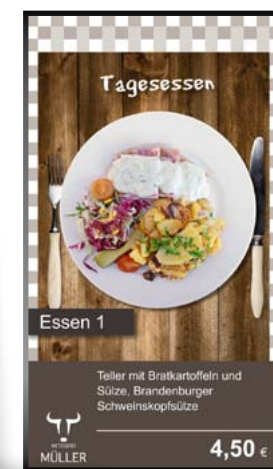 Tagesessen
Essen 1
Teller mit Bratkartoffeln und
Sülze, Brandenburger
Schweinskopfsülze
MÜLLER
4,50 €